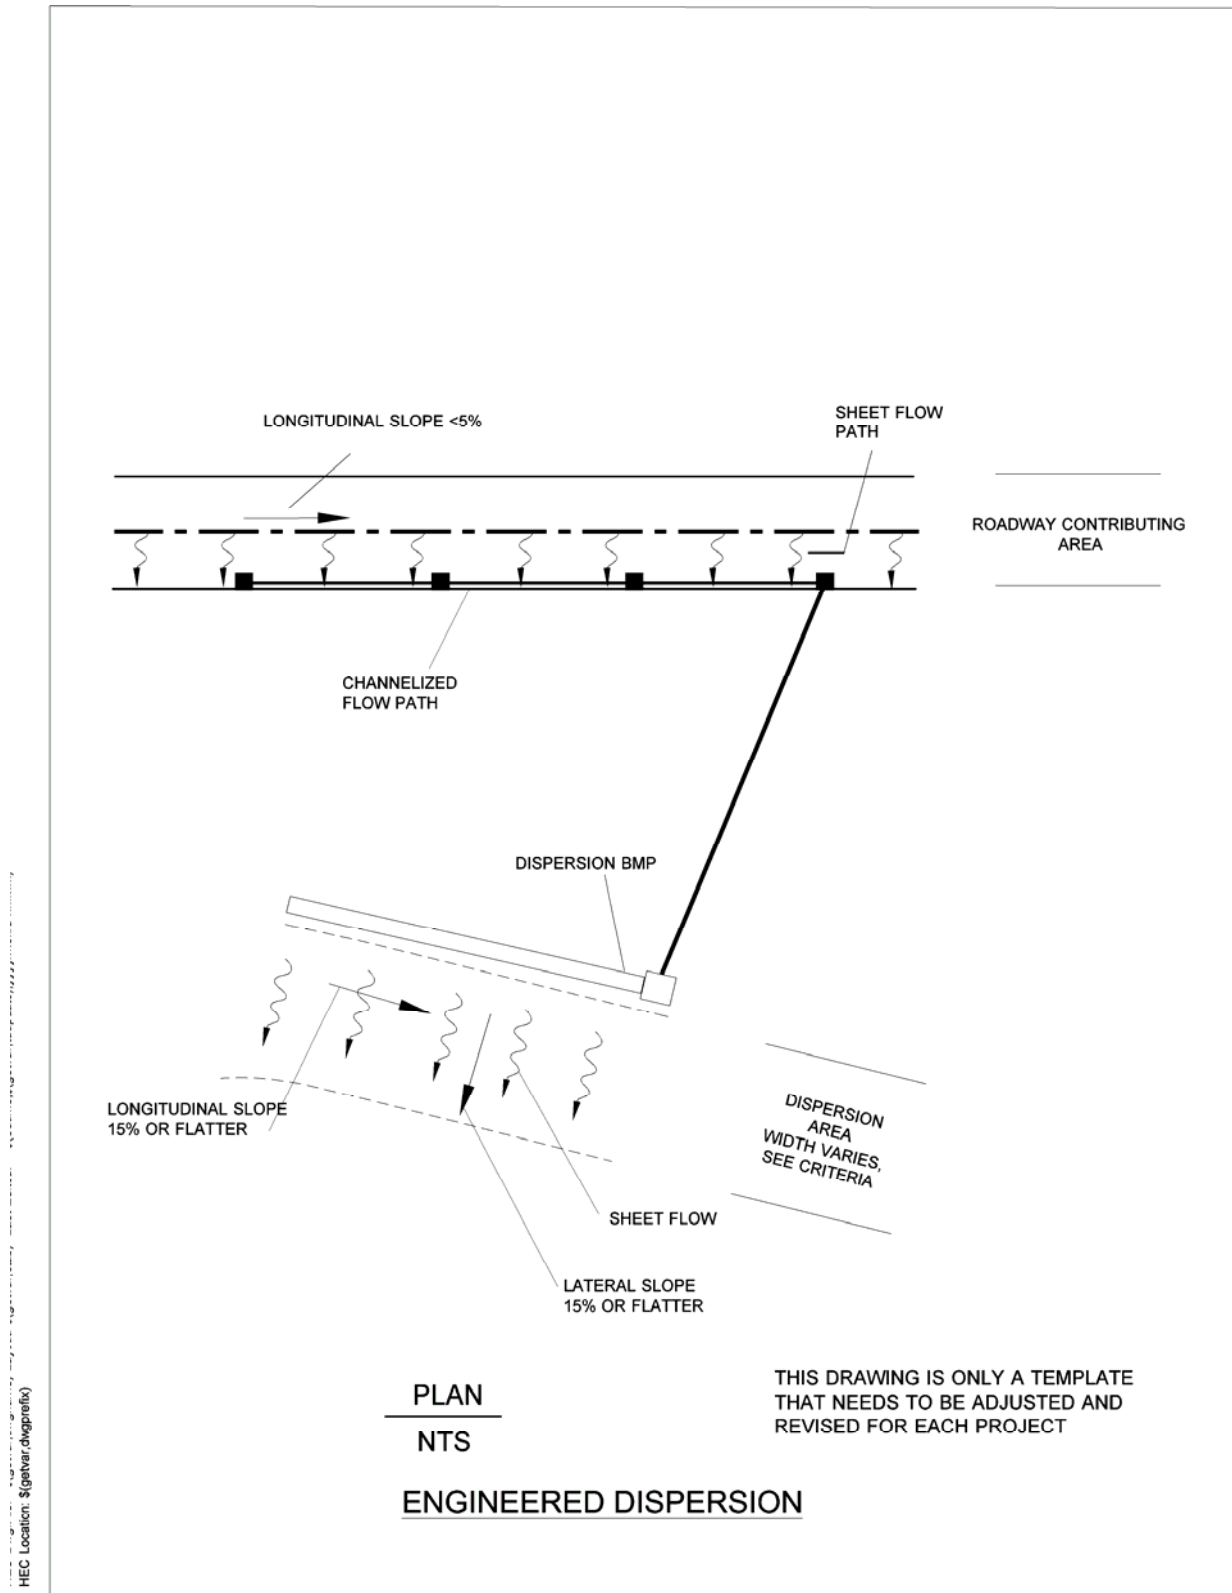 LONGITUDINAL SLOPE <5%
SHEET FLOW
PATH
ROADWAY CONTRIBUTING
AREA
CHANNELIZED
FLOW PATH
DISPERSION BMP
LONGITUDINAL SLOPE
15% OR FLATTER
DISPERSION
AREA
WIDTH VARIES,
SEE CRITERIA
SHEET FLOW
LATERAL SLOPE
15% OR FLATTER
PLAN
NTS
THIS DRAWING IS ONLY A TEMPLATE
THAT NEEDS TO BE ADJUSTED AND
REVISED FOR EACH PROJECT
ENGINEERED DISPERSION
HEC Location: $(getvar,dwgprefix)